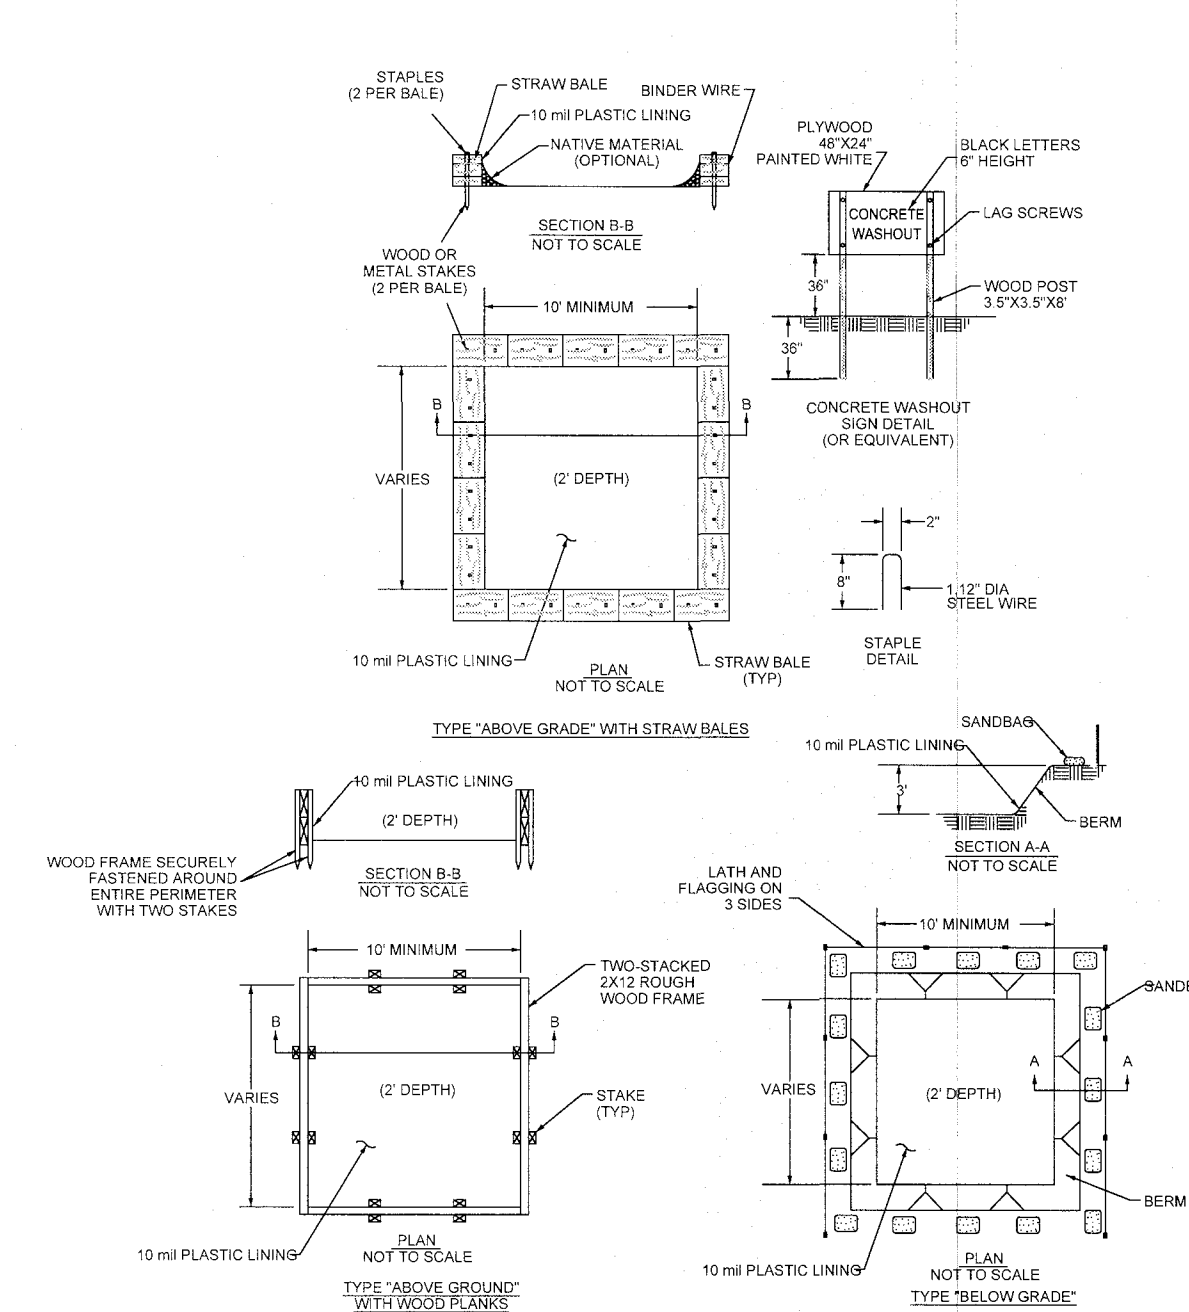 STAPLES
(2 PER BALE)
STRAW BALE
10 mil PLASTIC LINING
NATIVE MATERIAL
(OPTIONAL)
BINDER WIRE
SECTION B-B
NOT TO SCALE
WOOD OR
METAL STAKES
(2 PER BALE)
10' MINIMUM
B
B
VARIES
(2' DEPTH)
10 mil PLASTIC LINING
PLAN
NOT TO SCALE
STRAW BALE
(TYP)
TYPE "ABOVE GRADE" WITH STRAW BALES
PLYWOOD
48"X24"
PAINTED WHITE
BLACK LETTERS
6" HEIGHT
CONCRETE
WASHOUT
LAG SCREWS
36"
WOOD POST
3.5"X3.5"X8'
36"
CONCRETE WASHOUT
SIGN DETAIL
(OR EQUIVALENT)
2"
8"
1,12" DIA
STEEL WIRE
STAPLE
DETAIL
SANDBAG
10 mil PLASTIC LINING
3'
BERM
SECTION A-A
NOT TO SCALE
10 mil PLASTIC LINING
(2' DEPTH)
WOOD FRAME SECURELY
FASTENED AROUND
ENTIRE PERIMETER
WITH TWO STAKES
SECTION B-B
NOT TO SCALE
10' MINIMUM
TWO-STACKED
2X12 ROUGH
WOOD FRAME
B
B
VARIES
(2' DEPTH)
STAKE
(TYP)
10 mil PLASTIC LINING
PLAN
NOT TO SCALE
TYPE "ABOVE GROUND"
WITH WOOD PLANKS
LATH AND
FLAGGING ON
3 SIDES
10' MINIMUM
SANDB
A
A
VARIES
(2' DEPTH)
BERM
10 mil PLASTIC LINING
PLAN
NOT TO SCALE
TYPE "BELOW GRADE"